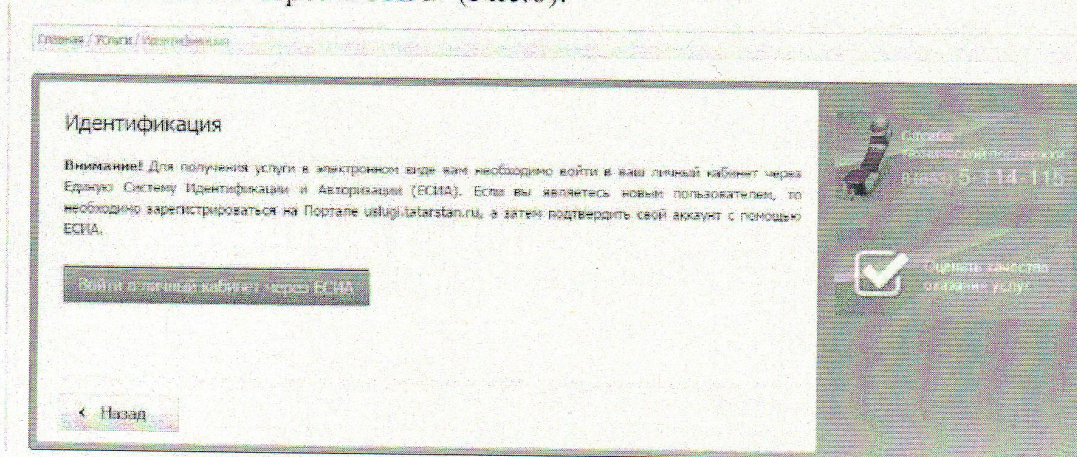 Главная / Услуги / Идентификация
Идентификация
Внимание! Для получения услуги в электронном виде вам необходимо войти в ваш личный кабинет через
Единую Систему Идентификации и Авторизации (ЕСИА). Если вы являетесь новым пользователем, то
необходимо зарегистрироваться на Портале uslugi.tatarstan.ru, а затем подтвердить свой аккаунт с помощью
ЕСИА.
Войти в личный кабинет через ЕСИА
‹ Назад
5-114-115
Оценить качество
оказания услуг